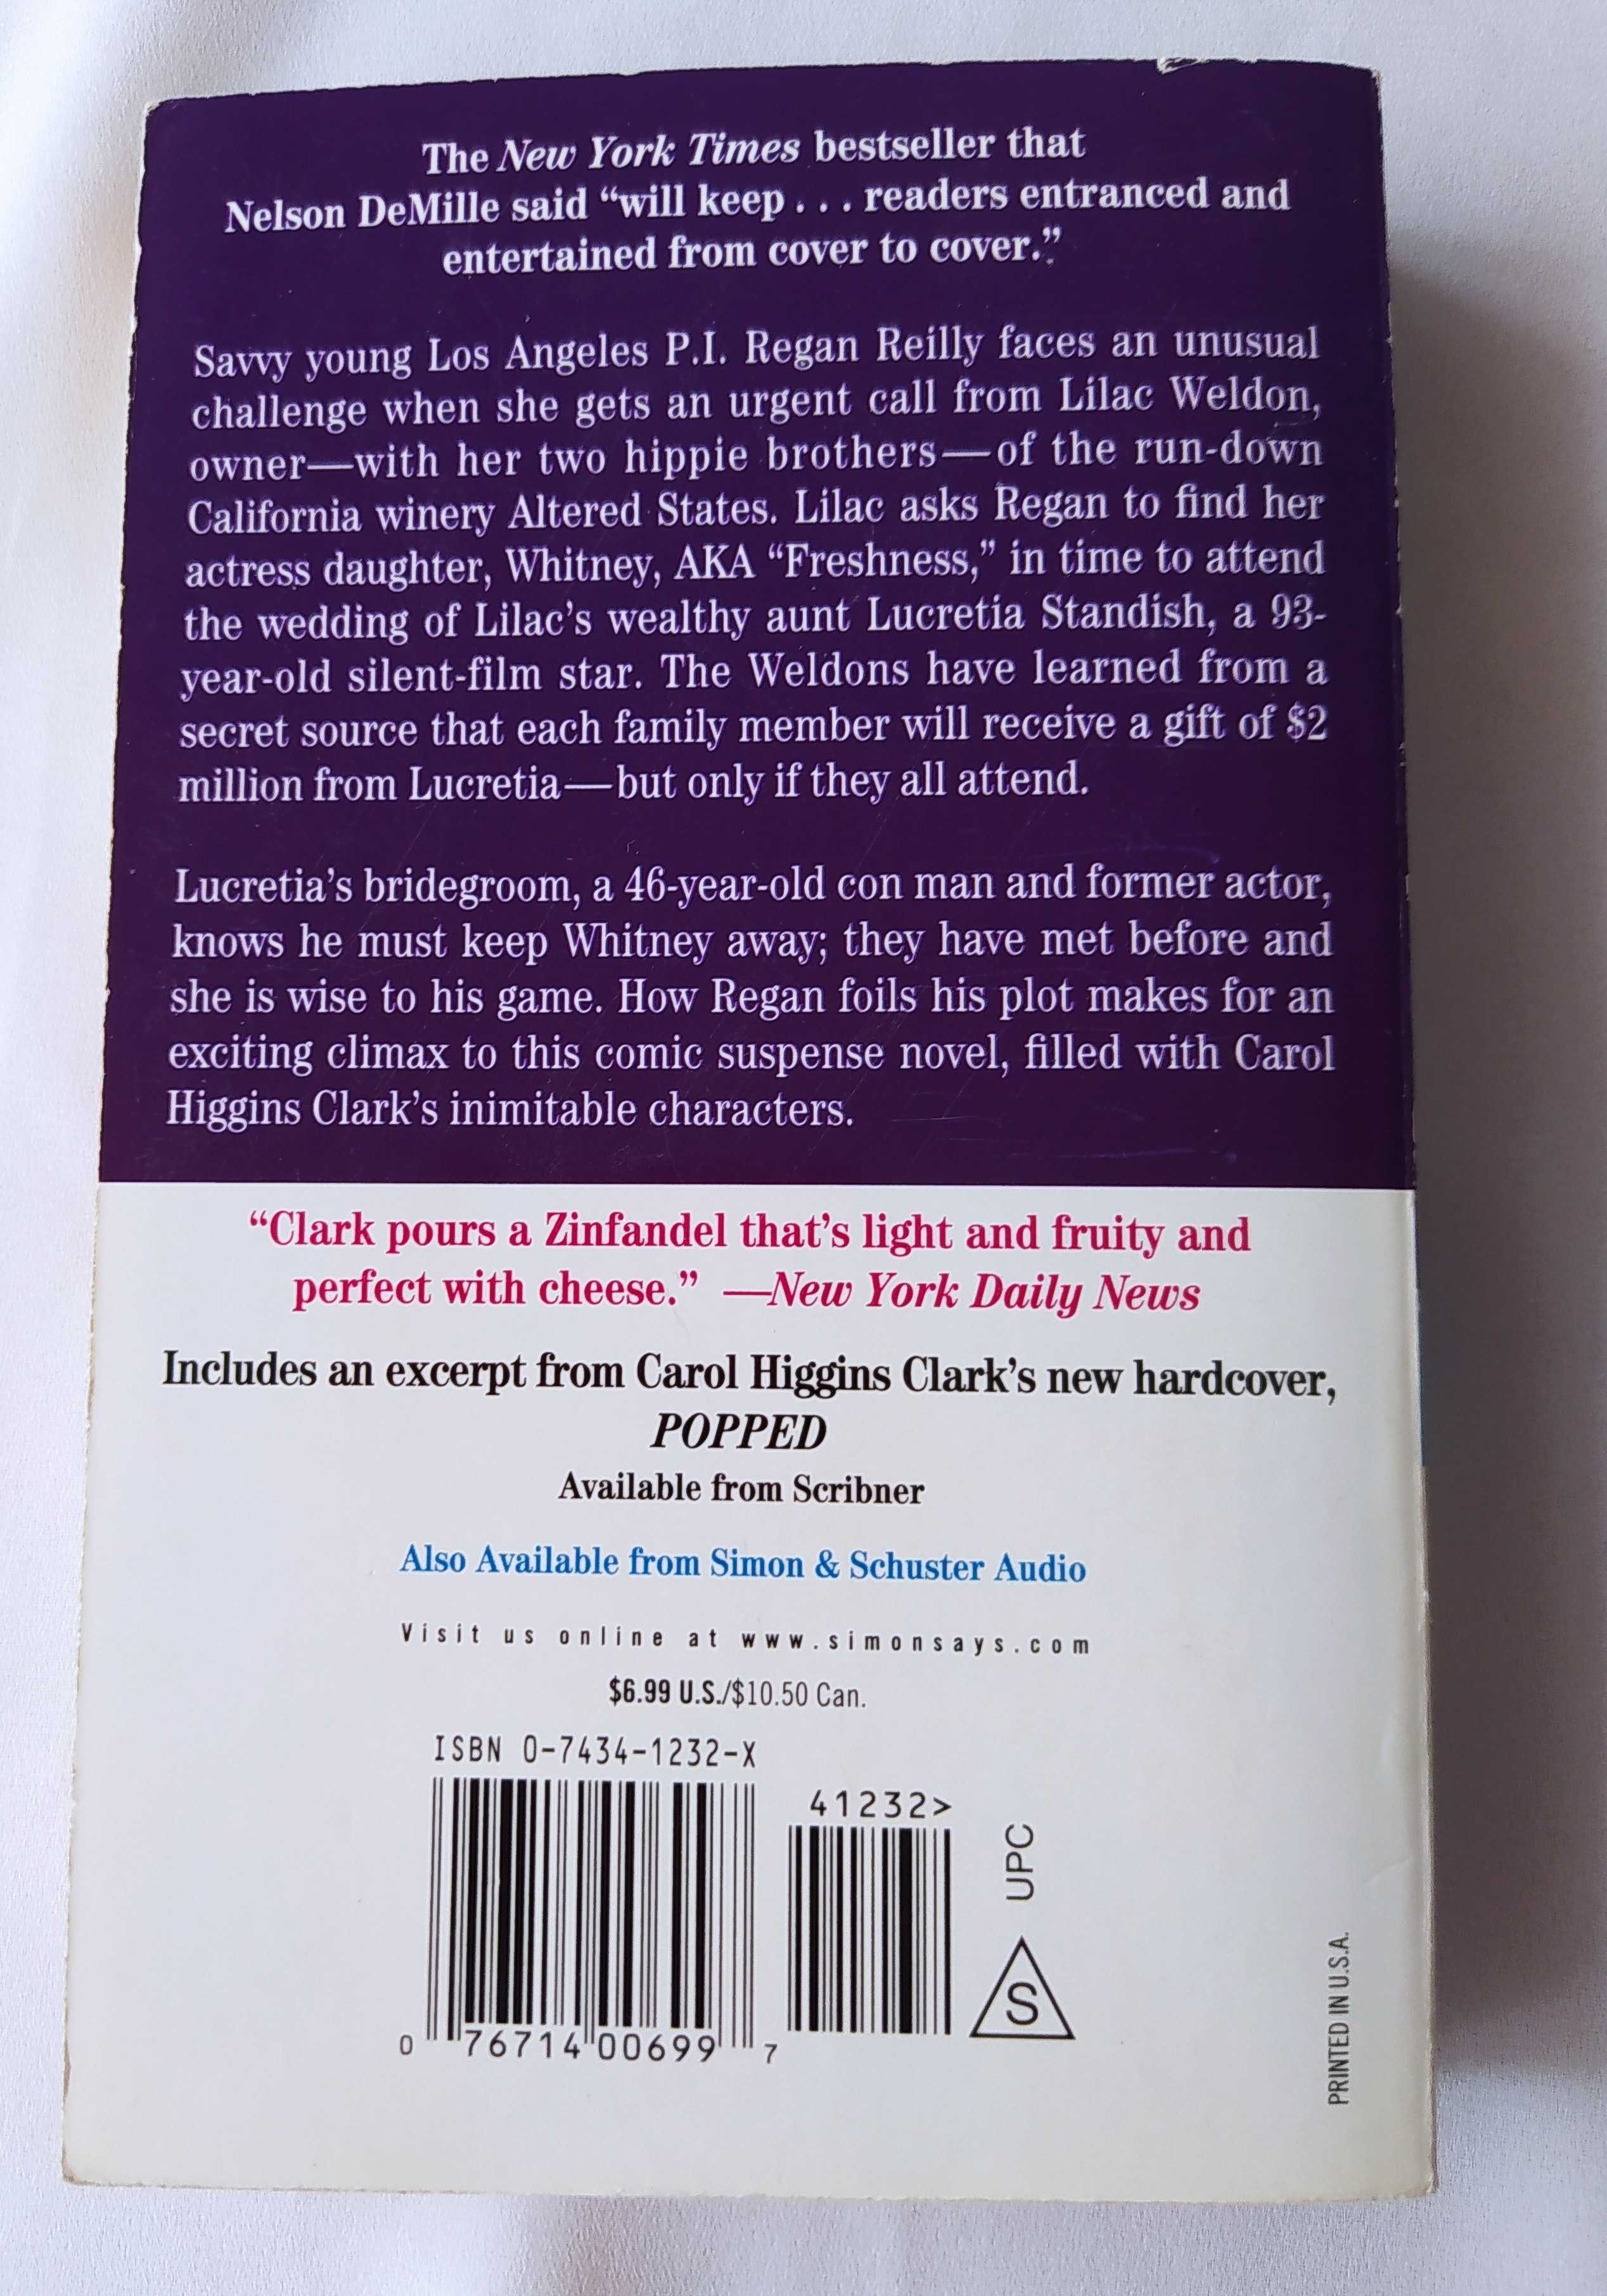 The New York Times bestseller that
Nelson DeMille said “will keep . . . readers entranced and
entertained from cover to cover.”
Savvy young Los Angeles P.I. Regan Reilly faces an unusual
challenge when she gets an urgent call from Lilac Weldon,
owner—with her two hippie brothers—of the run-down
California winery Altered States. Lilac asks Regan to find her
actress daughter, Whitney, AKA “Freshness,” in time to attend
the wedding of Lilac’s wealthy aunt Lucretia Standish, a 93-
year-old silent-film star. The Weldons have learned from a
secret source that each family member will receive a gift of $2
million from Lucretia—but only if they all attend.
Lucretia’s bridegroom, a 46-year-old con man and former actor,
knows he must keep Whitney away; they have met before and
she is wise to his game. How Regan foils his plot makes for an
exciting climax to this comic suspense novel, filled with Carol
Higgins Clark’s inimitable characters.
“Clark pours a Zinfandel that’s light and fruity and
perfect with cheese.” —New York Daily News
Includes an excerpt from Carol Higgins Clark’s new hardcover,
POPPED
Available from Scribner
Also Available from Simon & Schuster Audio
Visit us online at www.simonsays.com
$6.99 U.S./$10.50 Can.
ISBN 0-7434-1232-X
41232>
0 76714 00699 7
UPC
S
PRINTED IN U.S.A.